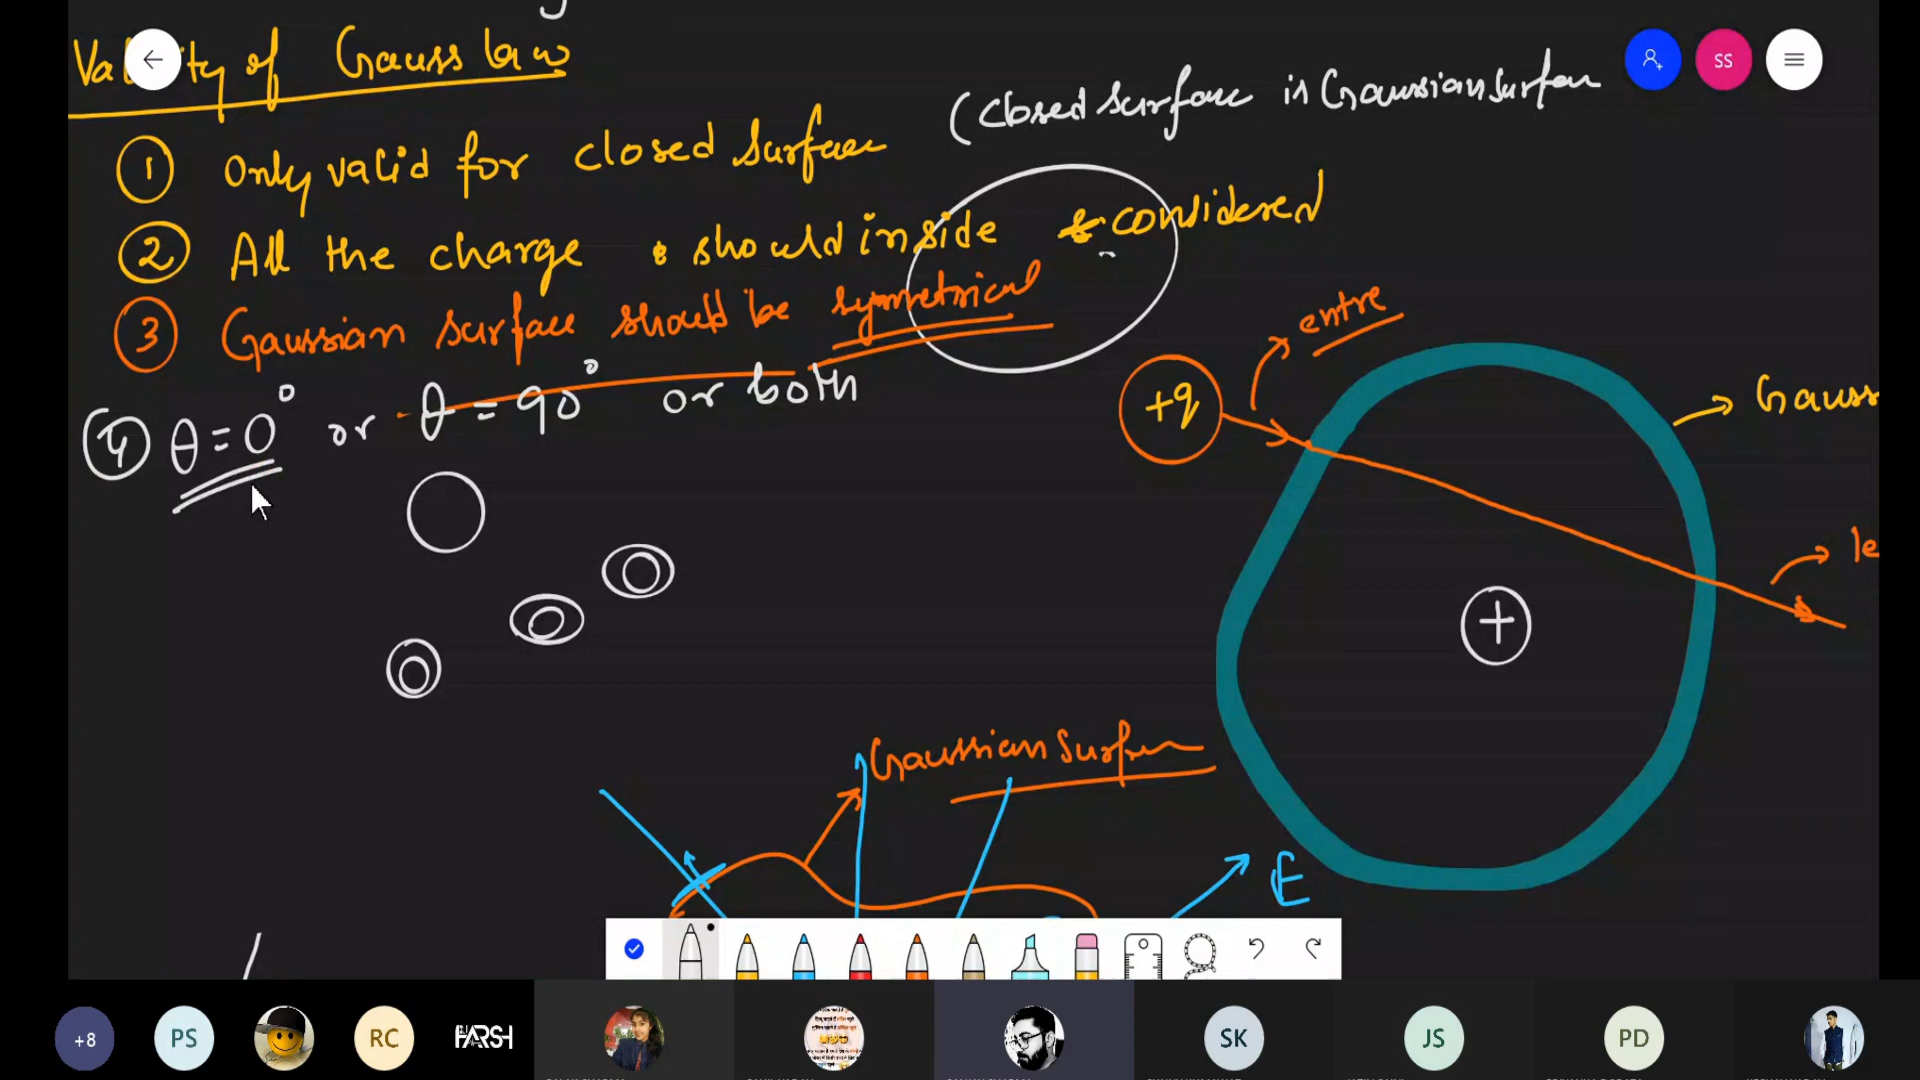 Validity of Gauss law
(closed surface is Gaussian surface
① Only valid for closed surface
② All the charge should inside considered
③ Gaussian surface should be symmetrical
④ θ=0° or θ=90° or both
entre
+q
Gauss
le
+
Gaussian surface
E
SS
+8
PS
RC
HARSH
SK
JS
PD